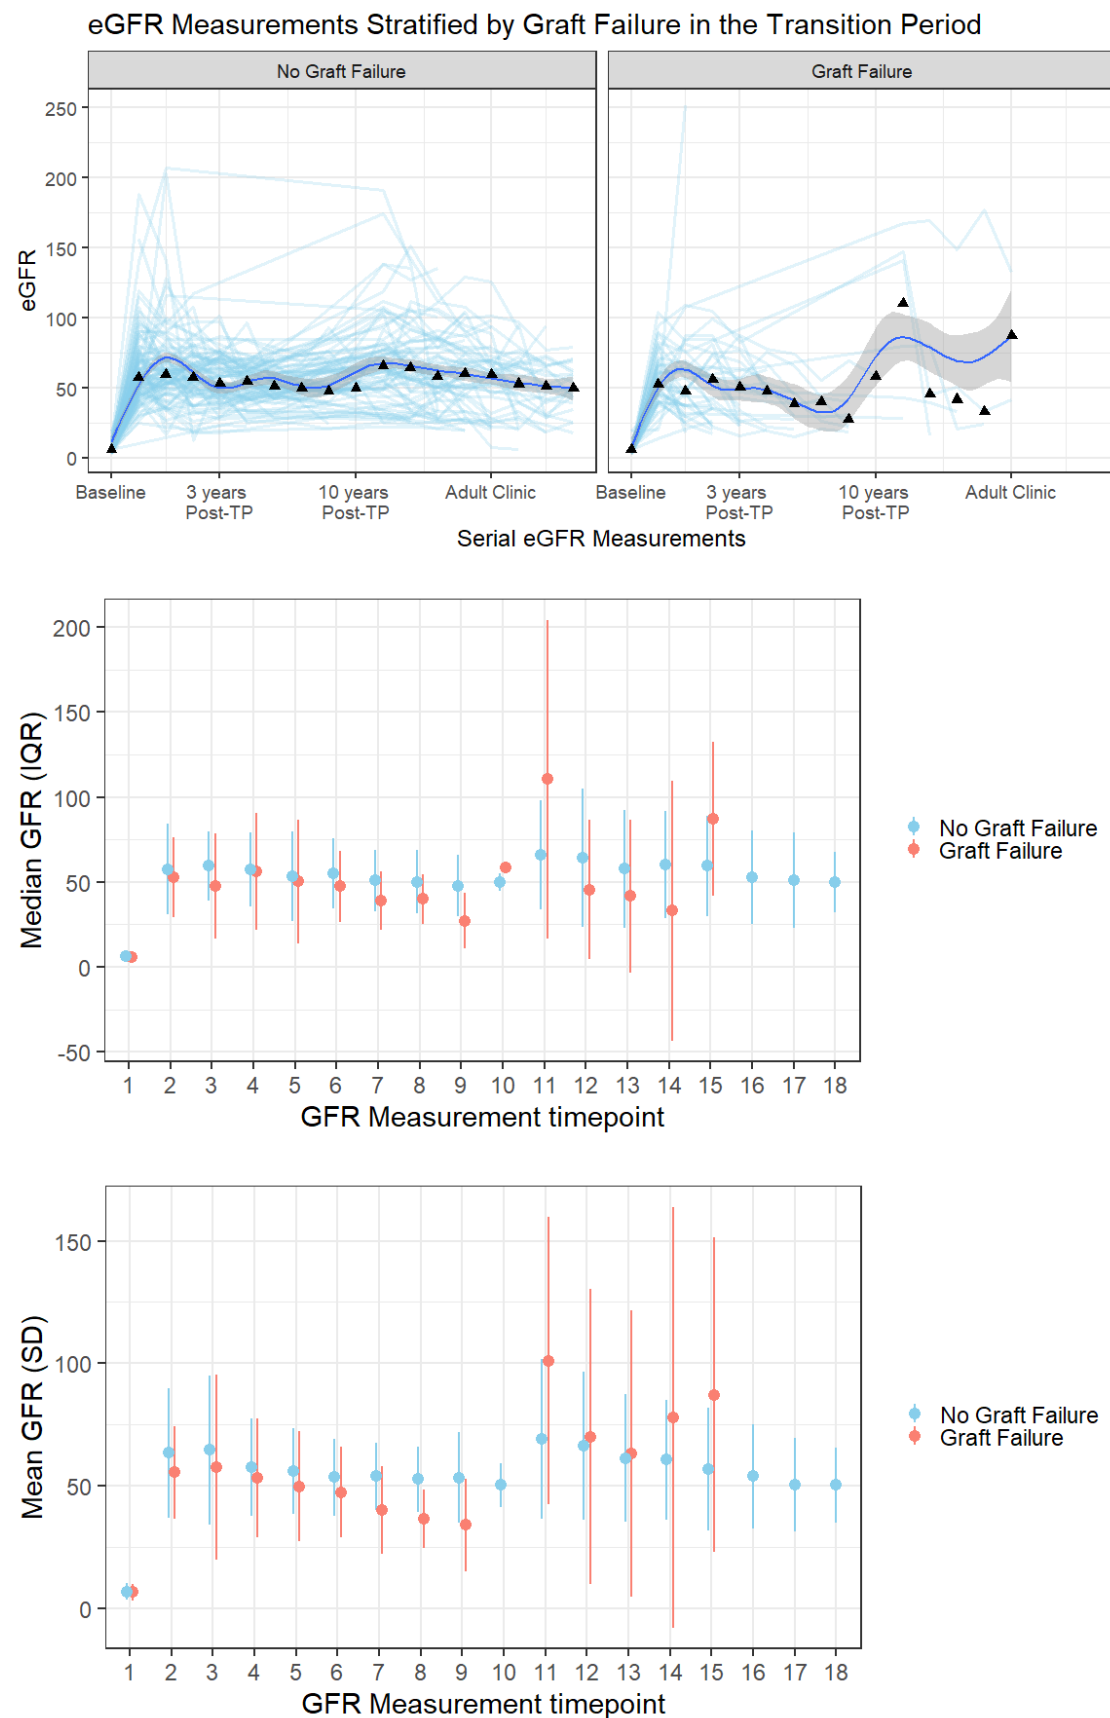 eGFR Measurements Stratified by Graft Failure in the Transition Period
No Graft Failure
Graft Failure
eGFR
250
200
150
100
50
0
Baseline
3 years
Post-TP
10 years
Post-TP
Adult Clinic
Baseline
3 years
Post-TP
10 years
Post-TP
Adult Clinic
Serial eGFR Measurements
Median GFR (IQR)
200
150
100
50
0
-50
1 2 3 4 5 6 7 8 9 10 11 12 13 14 15 16 17 18
GFR Measurement timepoint
No Graft Failure
Graft Failure
Mean GFR (SD)
150
100
50
0
1 2 3 4 5 6 7 8 9 10 11 12 13 14 15 16 17 18
GFR Measurement timepoint
No Graft Failure
Graft Failure